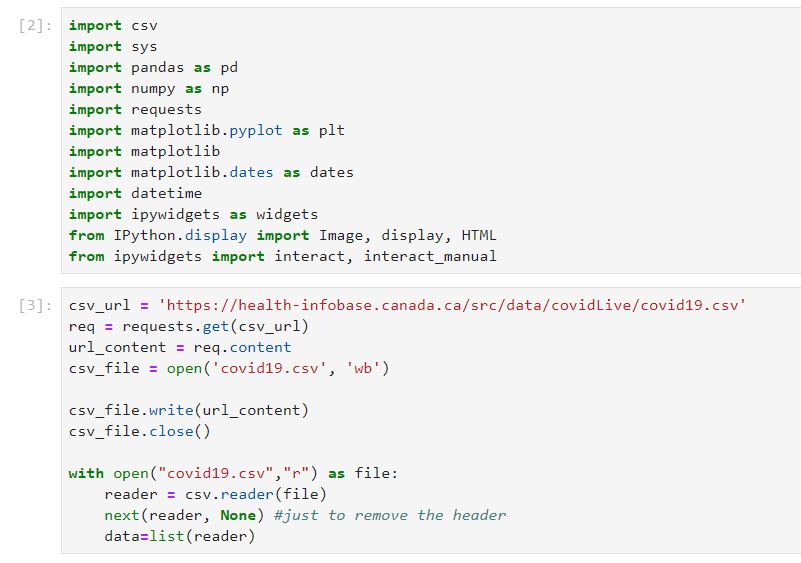 [2]: import csv
import sys
import pandas as pd
import numpy as np
import requests
import matplotlib.pyplot as plt
import matplotlib
import matplotlib.dates as dates
import datetime
import ipywidgets as widgets
from IPython.display import Image, display, HTML
from ipywidgets import interact, interact_manual
[3]: csv_url = 'https://health-infobase.canada.ca/src/data/covidLive/covid19.csv'
req = requests.get(csv_url)
url_content = req.content
csv_file = open('covid19.csv', 'wb')
csv_file.write(url_content)
csv_file.close()
with open("covid19.csv","r") as file:
    reader = csv.reader(file)
    next(reader, None) #just to remove the header
    data=list(reader)